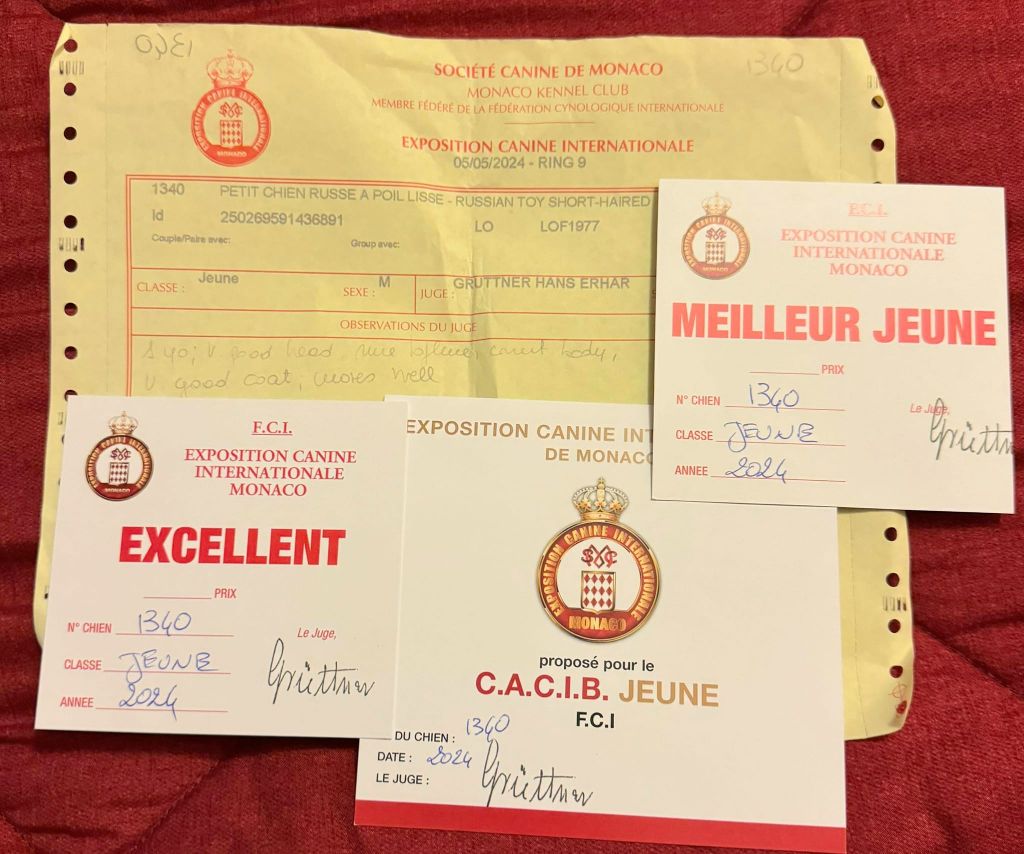 1340
1340
SOCIÉTÉ CANINE DE MONACO
MONACO KENNEL CLUB
MEMBRE FÉDÉRÉ DE LA FÉDÉRATION CYNOLOGIQUE INTERNATIONALE
EXPOSITION CANINE INTERNATIONALE
MONACO
EXPOSITION CANINE INTERNATIONALE
05/05/2024 - RING 9
1340 PETIT CHIEN RUSSE A POIL LISSE - RUSSIAN TOY SHORT-HAIRED
Id 250269591436891 LO LOF1977
Couple/Paire avec: Group avec:
CLASSE : Jeune SEXE : M JUGE : GRUTTNER HANS ERHAR
OBSERVATIONS DU JUGE
v. good head, body,
v. good coat, moves well
F.C.I.
EXPOSITION CANINE
INTERNATIONALE
MONACO
MEILLEUR JEUNE
PRIX
N° CHIEN 1340
Le Juge,
CLASSE JEUNE
Grüttner
ANNEE 2024
F.C.I.
EXPOSITION CANINE
INTERNATIONALE
MONACO
EXCELLENT
PRIX
N° CHIEN 1340
Le Juge,
CLASSE JEUNE
Grüttner
ANNEE 2024
EXPOSITION CANINE INT
DE MONACO
EXPOSITION CANINE INTERNATIONALE
MONACO
proposé pour le
C.A.C.I.B. JEUNE
F.C.I
DU CHIEN : 1340
DATE : 2024
LE JUGE : Grüttner